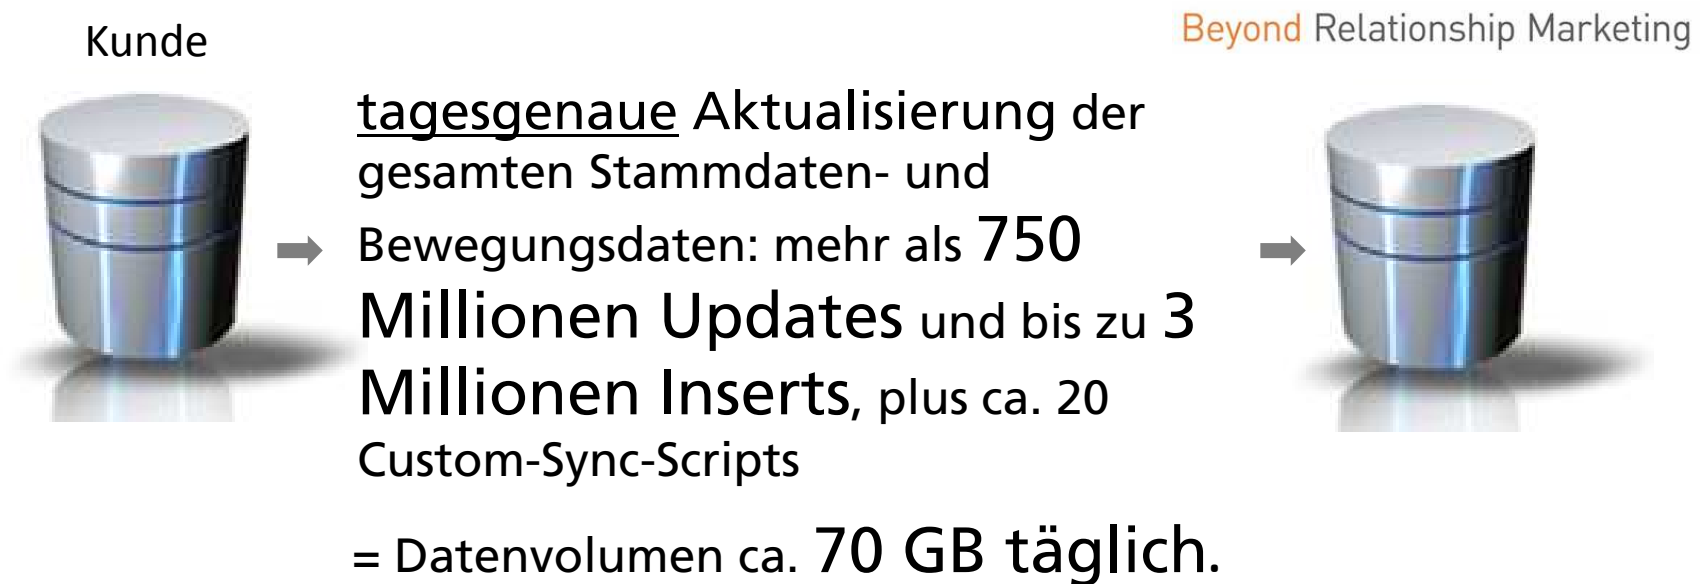 Kunde
Beyond Relationship Marketing
tagesgenaue Aktualisierung der
gesamten Stammdaten- und
Bewegungsdaten: mehr als 750
Millionen Updates und bis zu 3
Millionen Inserts, plus ca. 20
Custom-Sync-Scripts
= Datenvolumen ca. 70 GB täglich.